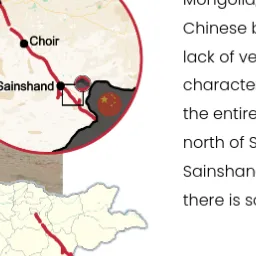 Choir
Sainshand
Mongolia,
Chinese b
lack of ve
characte
the entire
north of S
Sainshan
there is s